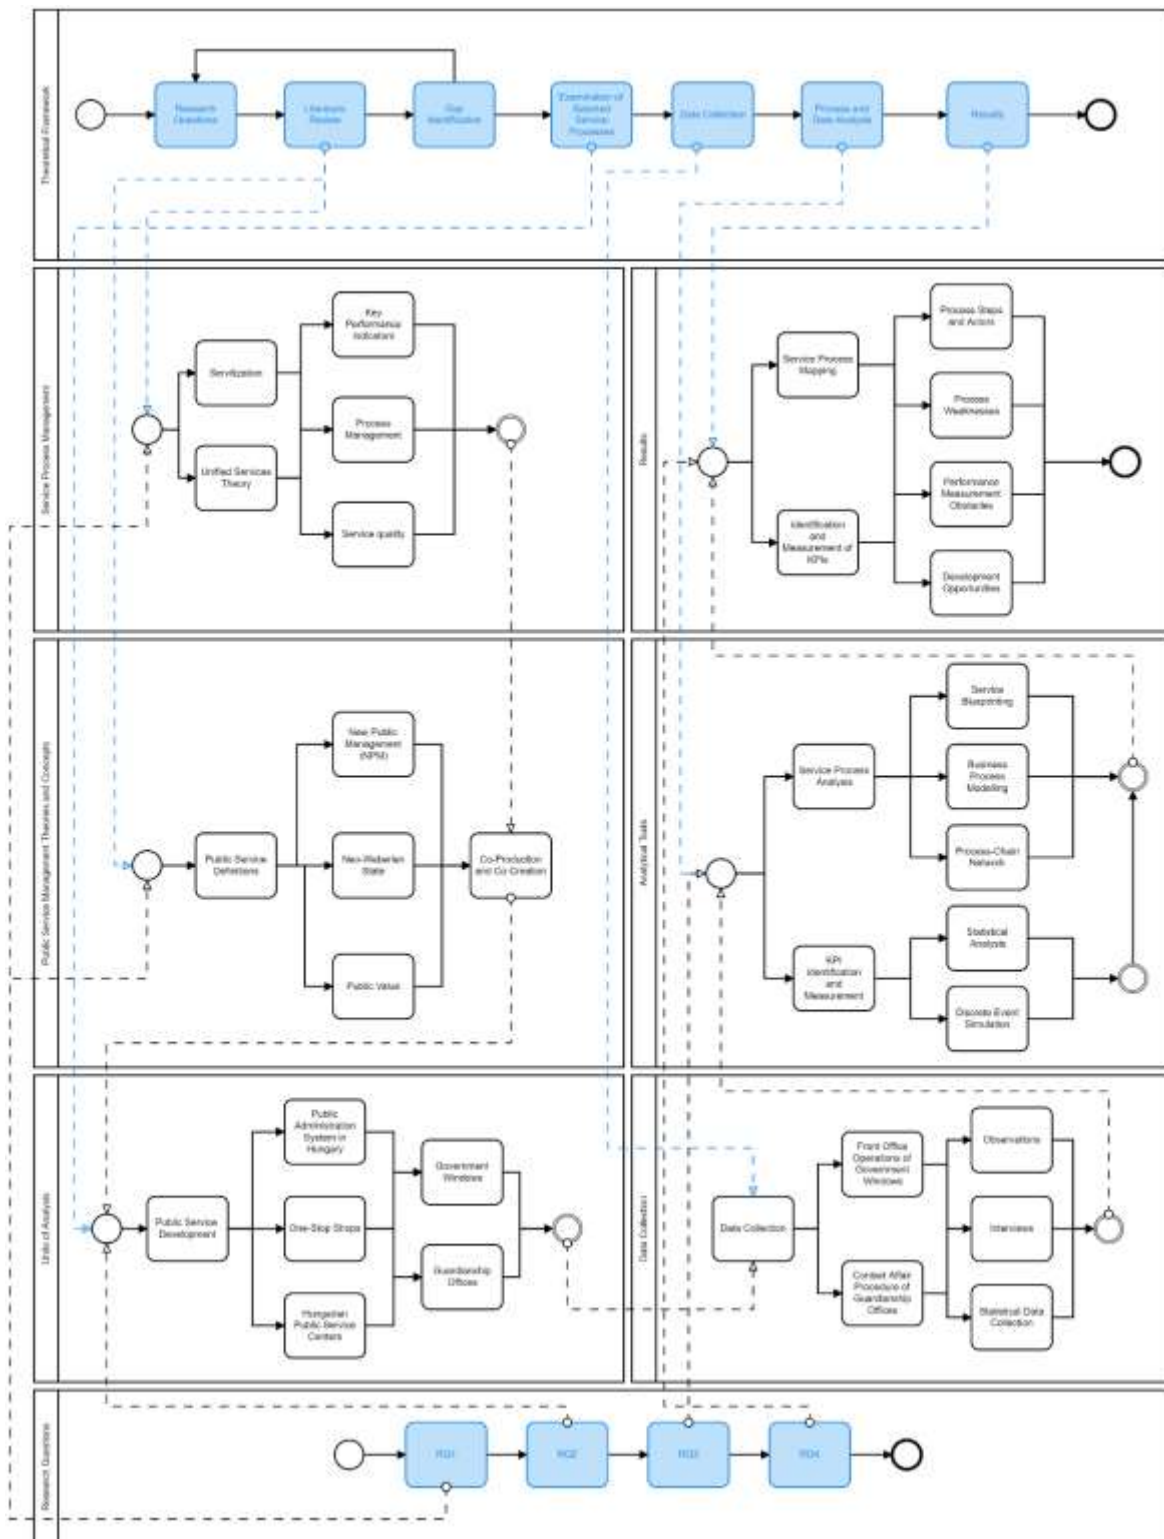 Theoretical Framework
Research
Questions
Literature
Review
Gap
Identification
Examination of
Selected
Service
Processes
Data Collection
Process and
Data Analysis
Results
Service Process Management
Servitization
Unified Services
Theory
Key
Performance
Indicators
Process
Management
Service quality
Results
Service Process
Mapping
Identification
and
Measurement of
KPIs
Process Steps
and Actors
Process
Weaknesses
Performance
Measurement
Obstacles
Development
Opportunities
Public Service Management Theories and Concepts
Public Service
Definitions
New Public
Management
(NPM)
Neo-Weberian
State
Public Value
Co-Production
and Co-Creation
Analytical Tools
Service Process
Analysis
KPI
Identification
and
Measurement
Service
Blueprinting
Business
Process
Modelling
Process-Chain
Network
Statistical
Analysis
Discrete Event
Simulation
Units of Analysis
Public Service
Development
Public
Administration
System in
Hungary
One-Stop Shops
Hungarian
Public Service
Centers
Government
Windows
Guardianship
Offices
Data Collection
Data Collection
Front Office
Operations of
Government
Windows
Contact After
Procedure of
Guardianship
Offices
Observations
Interviews
Statistical Data
Collection
Research Questions
RQ1
RQ2
RQ3
RQ4